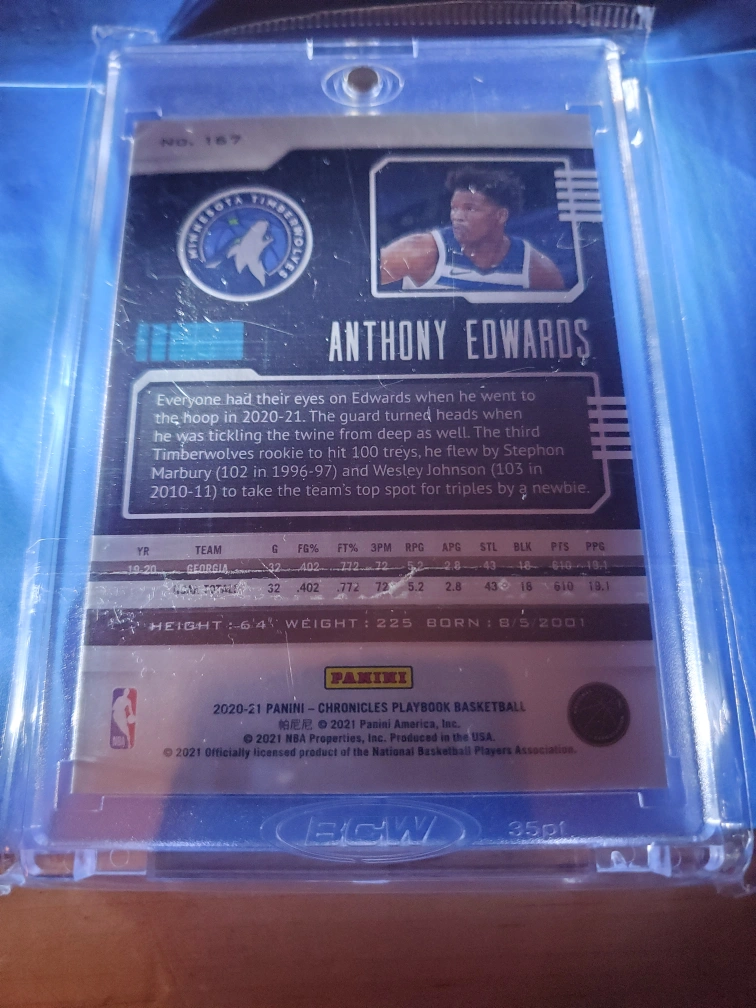 No. 167
MINNESOTA TIMBERWOLVES
ANTHONY EDWARDS
Everyone had their eyes on Edwards when he went to
the hoop in 2020-21. The guard turned heads when
he was tickling the twine from deep as well. The third
Timberwolves rookie to hit 100 treys, he flew by Stephon
Marbury (102 in 1996-97) and Wesley Johnson (103 in
2010-11) to take the team's top spot for triples by a newbie.
YR TEAM G FG% FT% 3PM RPG APG STL BLK PTS PPG
19-20 GEORGIA 32 .402 .772 72 5.2 2.8 43 18 610 19.1
TOTALS 32 .402 .772 72 5.2 2.8 43 18 610 19.1
HEIGHT: 6'4" WEIGHT: 225 BORN: 8/5/2001
PANINI
2020-21 PANINI – CHRONICLES PLAYBOOK BASKETBALL
帕尼尼 © 2021 Panini America, Inc.
© 2021 NBA Properties, Inc. Produced in the USA.
© 2021 Officially licensed product of the National Basketball Players Association.
NBA
BCW 35pt